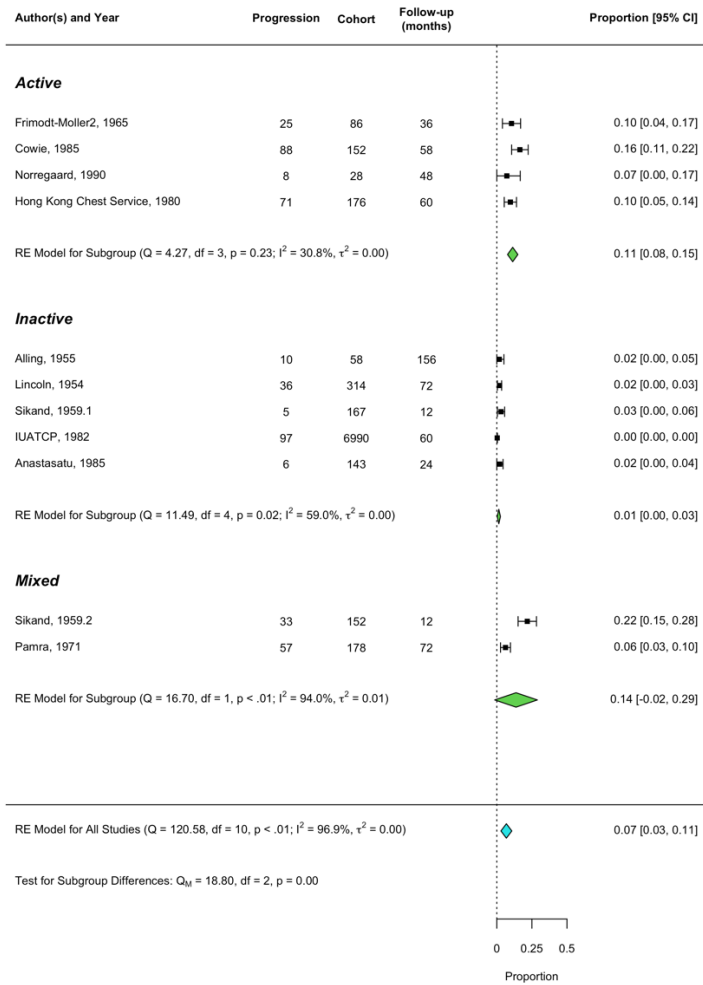 Author(s) and Year Progression Cohort Follow-up (months) Proportion [95% CI]
Active
Frimodt-Moller2, 1965 25 86 36 0.10 [0.04, 0.17]
Cowie, 1985 88 152 58 0.16 [0.11, 0.22]
Norregaard, 1990 8 28 48 0.07 [0.00, 0.17]
Hong Kong Chest Service, 1980 71 176 60 0.10 [0.05, 0.14]
RE Model for Subgroup (Q = 4.27, df = 3, p = 0.23; I² = 30.8%, τ² = 0.00) 0.11 [0.08, 0.15]
Inactive
Alling, 1955 10 58 156 0.02 [0.00, 0.05]
Lincoln, 1954 36 314 72 0.02 [0.00, 0.03]
Sikand, 1959.1 5 167 12 0.03 [0.00, 0.06]
IUATCP, 1982 97 6990 60 0.00 [0.00, 0.00]
Anastasatu, 1985 6 143 24 0.02 [0.00, 0.04]
RE Model for Subgroup (Q = 11.49, df = 4, p = 0.02; I² = 59.0%, τ² = 0.00) 0.01 [0.00, 0.03]
Mixed
Sikand, 1959.2 33 152 12 0.22 [0.15, 0.28]
Pamra, 1971 57 178 72 0.06 [0.03, 0.10]
RE Model for Subgroup (Q = 16.70, df = 1, p < .01; I² = 94.0%, τ² = 0.01) 0.14 [-0.02, 0.29]
RE Model for All Studies (Q = 120.58, df = 10, p < .01; I² = 96.9%, τ² = 0.00) 0.07 [0.03, 0.11]
Test for Subgroup Differences: Q_M = 18.80, df = 2, p = 0.00
0 0.25 0.5
Proportion